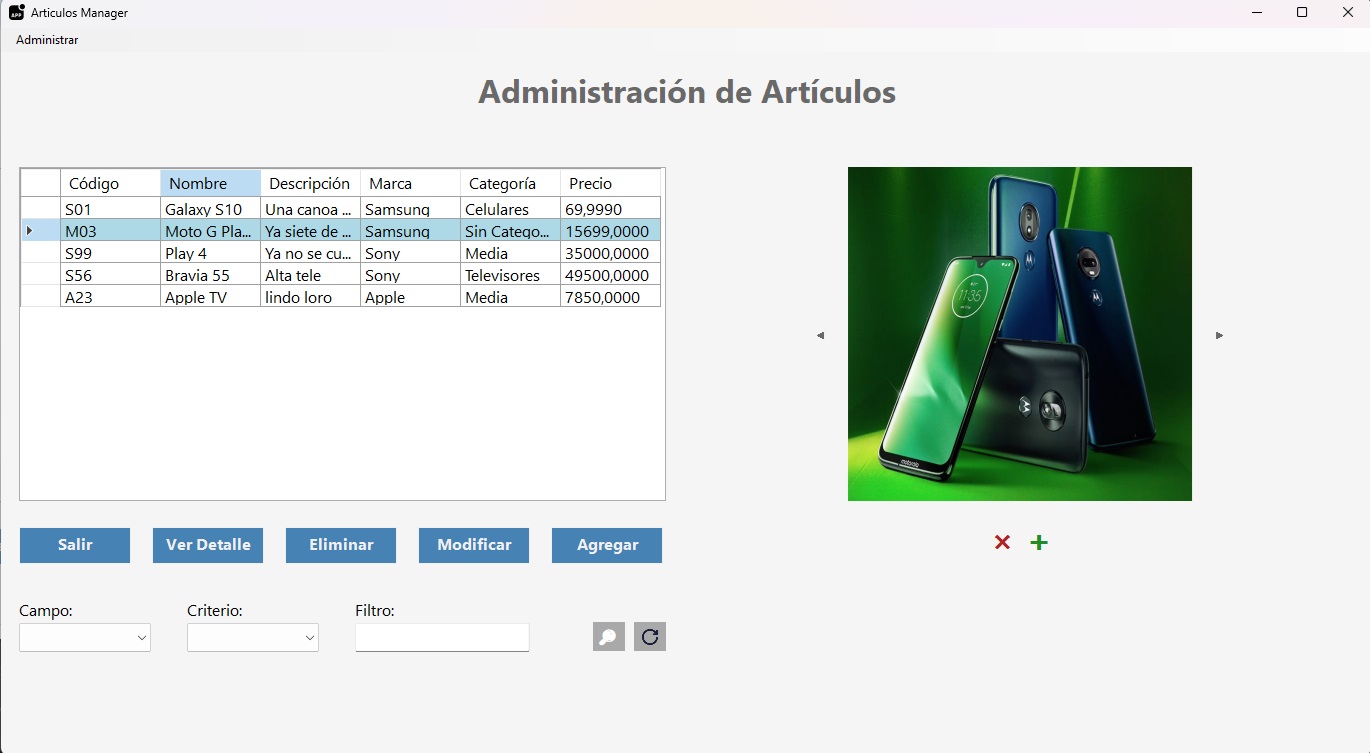 Articulos Manager
Administrar
Administración de Artículos
Código Nombre Descripción Marca Categoría Precio
S01 Galaxy S10 Una canoa ... Samsung Celulares 69,9990
M03 Moto G Pla... Ya siete de ... Samsung Sin Catego... 15699,0000
S99 Play 4 Ya no se cu... Sony Media 35000,0000
S56 Bravia 55 Alta tele Sony Televisores 49500,0000
A23 Apple TV lindo loro Apple Media 7850,0000
11:35
motorola
Salir Ver Detalle Eliminar Modificar Agregar
Campo: Criterio: Filtro: